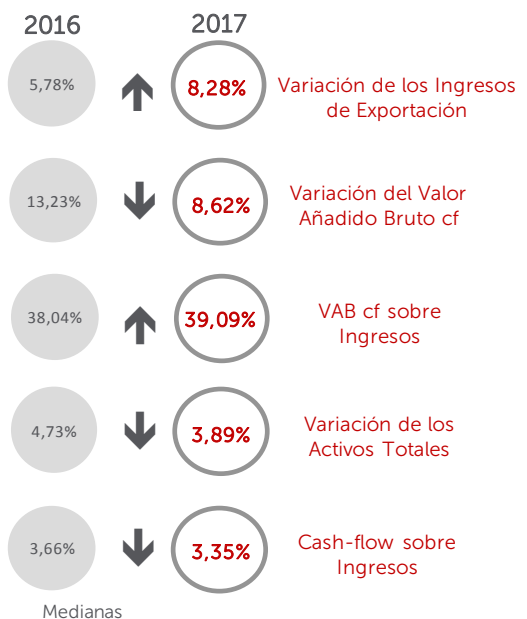 2016
2017
5,78%
8,28%
Variación de los Ingresos
de Exportación
13,23%
8,62%
Variación del Valor
Añadido Bruto cf
38,04%
39,09%
VAB cf sobre
Ingresos
4,73%
3,89%
Variación de los
Activos Totales
3,66%
3,35%
Cash-flow sobre
Ingresos
Medianas